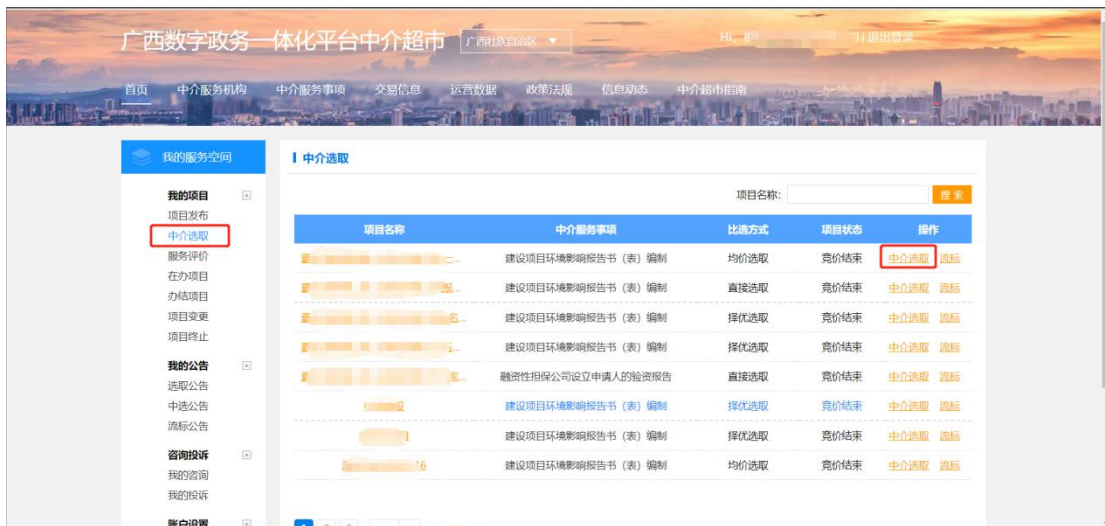 广西数字政务一体化平台中介超市 广西壮族自治区
Hi, 退出登录
首页 中介服务机构 中介服务事项 交易信息 运营数据 政策法规 信息动态 中介超市指南
我的服务空间
我的项目
项目发布
中介选取
服务评价
在办项目
办结项目
项目变更
项目终止
我的公告
选取公告
中选公告
流标公告
咨询投诉
我的咨询
我的投诉
账户设置
中介选取
项目名称: 搜索
项目名称 中介服务事项 比选方式 项目状态 操作
建设项目环境影响报告书（表）编制 均价选取 竞价结束 中介选取 流标
报... 建设项目环境影响报告书（表）编制 直接选取 竞价结束 中介选取 流标
名... 建设项目环境影响报告书（表）编制 择优选取 竞价结束 中介选取 流标
建设项目环境影响报告书（表）编制 择优选取 竞价结束 中介选取 流标
融资性担保公司设立申请人的验资报告 直接选取 竞价结束 中介选取 流标
建设项目环境影响报告书（表）编制 择优选取 竞价结束 中介选取 流标
建设项目环境影响报告书（表）编制 择优选取 竞价结束 中介选取 流标
16 建设项目环境影响报告书（表）编制 均价选取 竞价结束 中介选取 流标
1 2 3